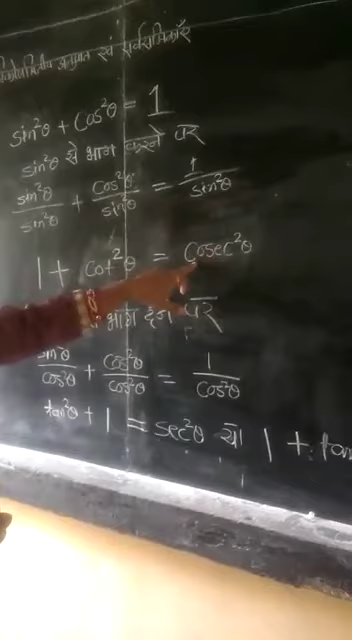 त्रिकोणमितीय अनुपात एवं सर्वसमिकाएँ
sin²θ + cos²θ = 1
sin²θ से भाग करने पर
sin²θ/sin²θ + cos²θ/sin²θ = 1/sin²θ
1 + cot²θ = cosec²θ
भाग देने पर
sin²θ/cos²θ + cos²θ/cos²θ = 1/cos²θ
tan²θ + 1 = sec²θ या 1 + tan